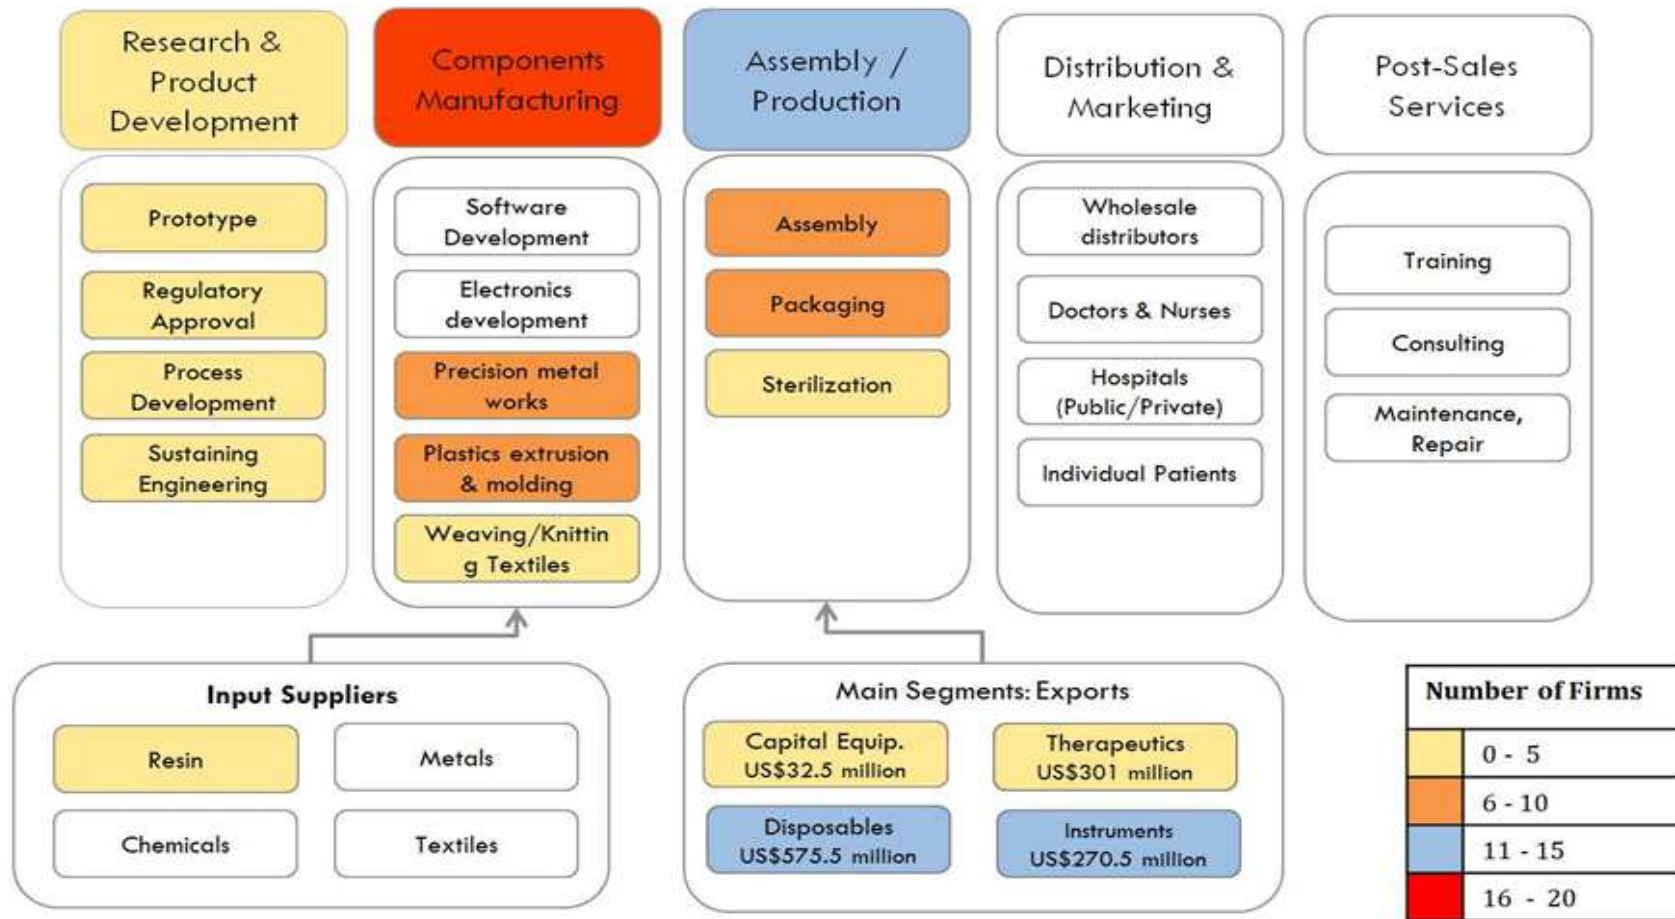 Research &
Product
Development
Components
Manufacturing
Assembly /
Production
Distribution &
Marketing
Post-Sales
Services
Prototype
Regulatory
Approval
Process
Development
Sustaining
Engineering
Software
Development
Electronics
development
Precision metal
works
Plastics extrusion
& molding
Weaving/Knittin
g Textiles
Assembly
Packaging
Sterilization
Wholesale
distributors
Doctors & Nurses
Hospitals
(Public/Private)
Individual Patients
Training
Consulting
Maintenance,
Repair
Input Suppliers
Resin
Metals
Chemicals
Textiles
Main Segments: Exports
Capital Equip.
US$32.5 million
Therapeutics
US$301 million
Disposables
US$575.5 million
Instruments
US$270.5 million
Number of Firms
0 - 5
6 - 10
11 - 15
16 - 20